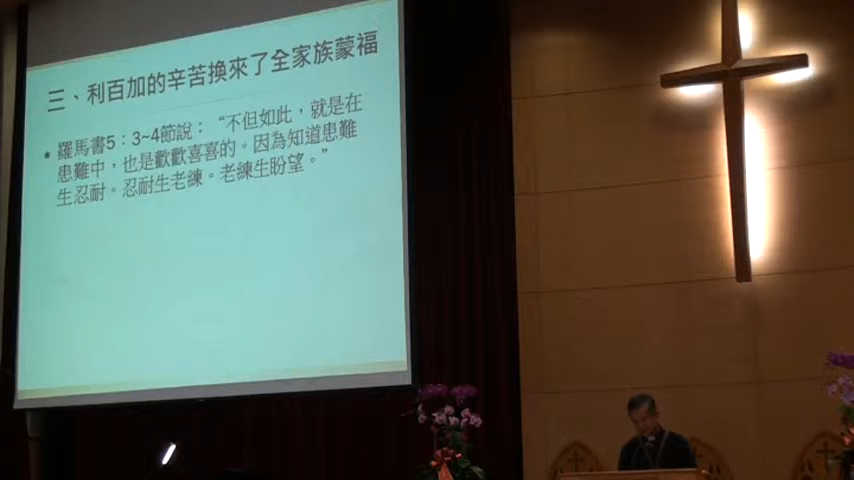 三、利百加的辛苦換來了全家族蒙福
• 羅馬書5：3~4節說：“不但如此，就是在
患難中，也是歡歡喜喜的。因為知道患難
生忍耐。忍耐生老練。老練生盼望。”